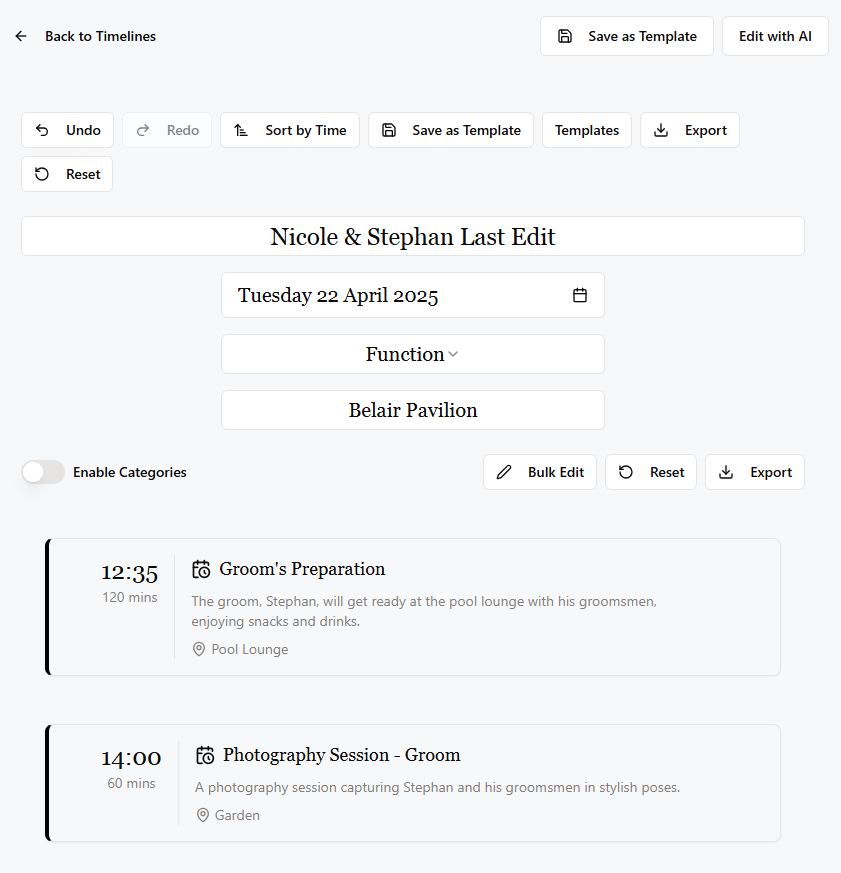 Back to Timelines
Save as Template
Edit with AI
Undo
Redo
Sort by Time
Save as Template
Templates
Export
Reset
Nicole & Stephan Last Edit
Tuesday 22 April 2025
Function
Belair Pavilion
Enable Categories
Bulk Edit
Reset
Export
12:35
120 mins
Groom's Preparation
The groom, Stephan, will get ready at the pool lounge with his groomsmen,
enjoying snacks and drinks.
Pool Lounge
14:00
60 mins
Photography Session - Groom
A photography session capturing Stephan and his groomsmen in stylish poses.
Garden